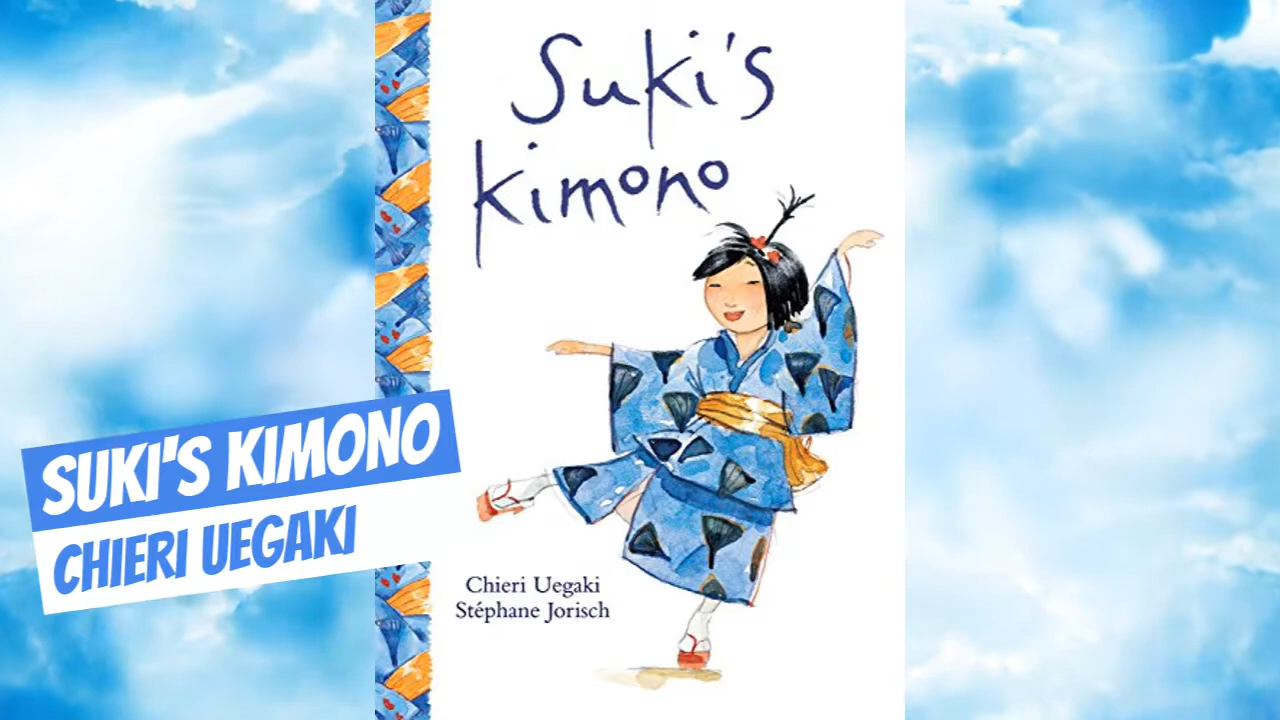 Suki's
kimono
SUKI'S KIMONO
CHIERI UEGAKI
Chieri Uegaki
Stéphane Jorisch